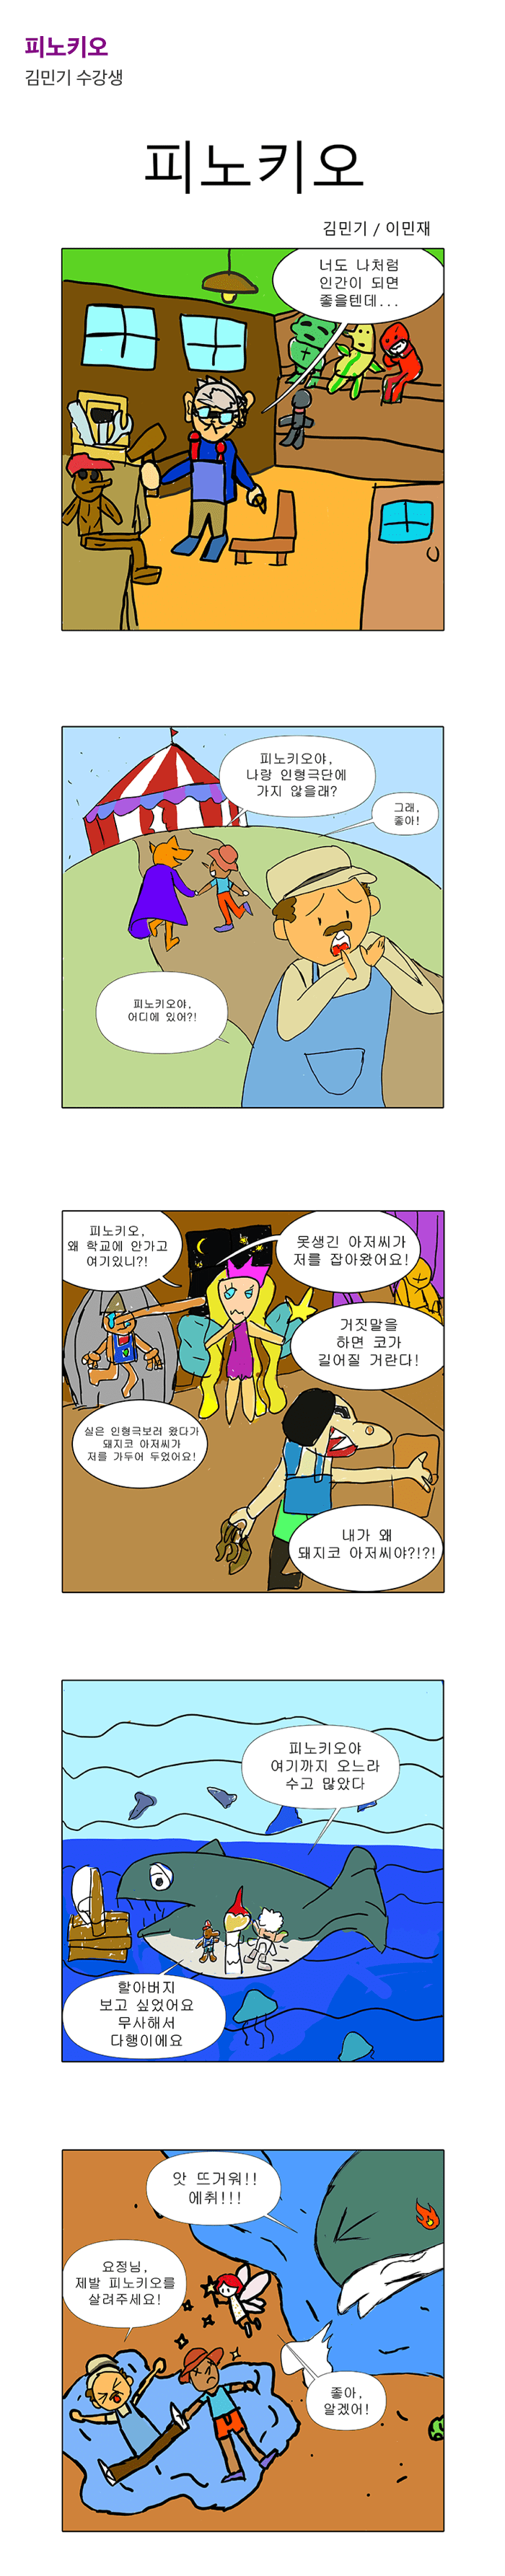 피노키오
김민기 수강생
피노키오
김민기 / 이민재
너도 나처럼
인간이 되면
좋을텐데...
피노키오야,
나랑 인형극단에
가지 않을래?
그래,
좋아!
피노키오야,
어디에 있어?!
피노키오,
왜 학교에 안가고
여기있니?!
못생긴 아저씨가
저를 잡아왔어요!
거짓말을
하면 코가
길어질 거란다!
실은 인형극보러 왔다가
돼지코 아저씨가
저를 가두어 두었어요!
내가 왜
돼지코 아저씨야?!?!
피노키오야
여기까지 오느라
수고 많았다
할아버지
보고 싶었어요
무사해서
다행이에요
앗 뜨거워!!
에취!!!
요정님,
제발 피노키오를
살려주세요!
좋아,
알겠어!